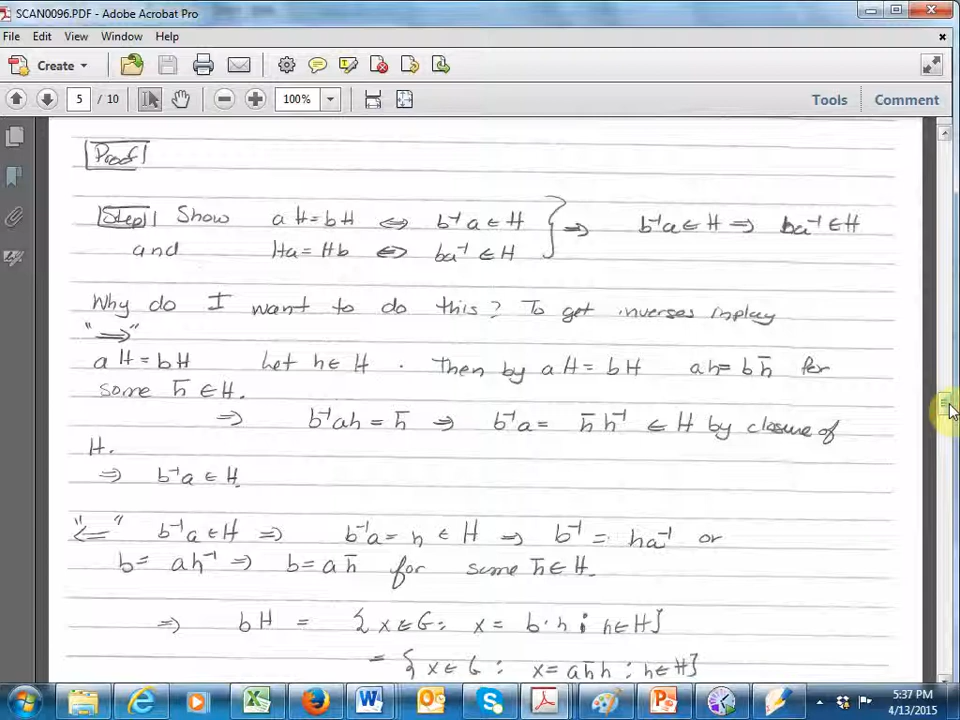 SCAN0096.PDF - Adobe Acrobat Pro
File Edit View Window Help
Create
5 / 10 100% Tools Comment
Proof
Step 1 Show aH = bH ⇔ b⁻¹a ∈ H } ⇒ b⁻¹a ∈ H ⇒ ba⁻¹ ∈ H
and Ha = Hb ⇔ ba⁻¹ ∈ H
Why do I want to do this? To get inverses inplay
"⇒"
aH = bH Let h ∈ H. Then by aH = bH ah = bh̄ for
some h̄ ∈ H.
⇒ b⁻¹ah = h̄ ⇒ b⁻¹a = h̄h⁻¹ ∈ H by closure of
H.
⇒ b⁻¹a ∈ H.
"⇐" b⁻¹a ∈ H ⇒ b⁻¹a = h ∈ H ⇒ b⁻¹ = ha⁻¹ or
b = ah⁻¹ ⇒ b = ah̄ for some h̄ ∈ H.
⇒ bH = {x ∈ G: x = b·h ; h ∈ H}
= {x ∈ G: x = ah̄h ; h ∈ H}
5:37 PM
4/13/2015